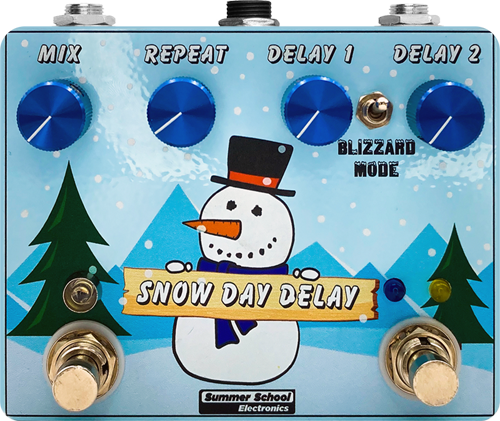 MIX REPEAT DELAY 1 DELAY 2
BLIZZARD
MODE
SNOW DAY DELAY
Summer School
Electronics